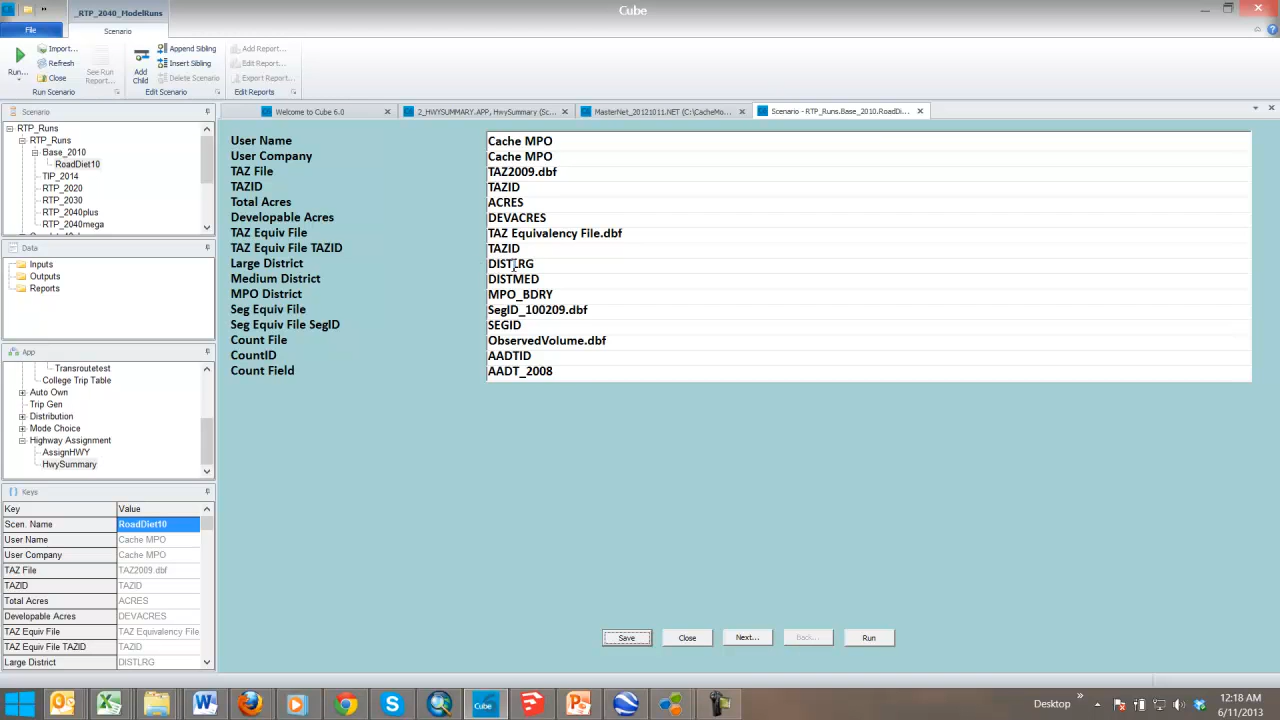 _RTP_2040_ModelRuns
Cube
File
Scenario
Run...
Import...
Refresh
Close
See Run Report...
Run Scenario
Add Child
Append Sibling
Insert Sibling
Delete Scenario
Edit Scenario
Add Report...
Edit Report...
Export Report...
Edit Reports
Scenario
RTP_Runs
RTP_Runs
Base_2010
RoadDiet10
TIP_2014
RTP_2020
RTP_2030
RTP_2040plus
RTP_2040mega
Data
Inputs
Outputs
Reports
App
Transroutetest
College Trip Table
Auto Own
Trip Gen
Distribution
Mode Choice
Highway Assignment
AssignHWY
HwySummary
Keys
Key Value
Scen. Name RoadDiet10
User Name Cache MPO
User Company Cache MPO
TAZ File TAZ2009.dbf
TAZID TAZID
Total Acres ACRES
Developable Acres DEVACRES
TAZ Equiv File TAZ Equivalency File
TAZ Equiv File TAZID TAZID
Large District DISTLRG
Welcome to Cube 6.0
2_HWYSUMMARY.APP, HwySummary (Sc...
MasterNet_20121011.NET (C:\CacheMo...
Scenario - RTP_Runs.Base_2010.RoadDi...
User Name Cache MPO
User Company Cache MPO
TAZ File TAZ2009.dbf
TAZID TAZID
Total Acres ACRES
Developable Acres DEVACRES
TAZ Equiv File TAZ Equivalency File.dbf
TAZ Equiv File TAZID TAZID
Large District DISTLRG
Medium District DISTMED
MPO District MPO_BDRY
Seg Equiv File SegID_100209.dbf
Seg Equiv File SegID SEGID
Count File ObservedVolume.dbf
CountID AADTID
Count Field AADT_2008
Save Close Next... Back... Run
Cube
Desktop
12:18 AM
6/11/2013